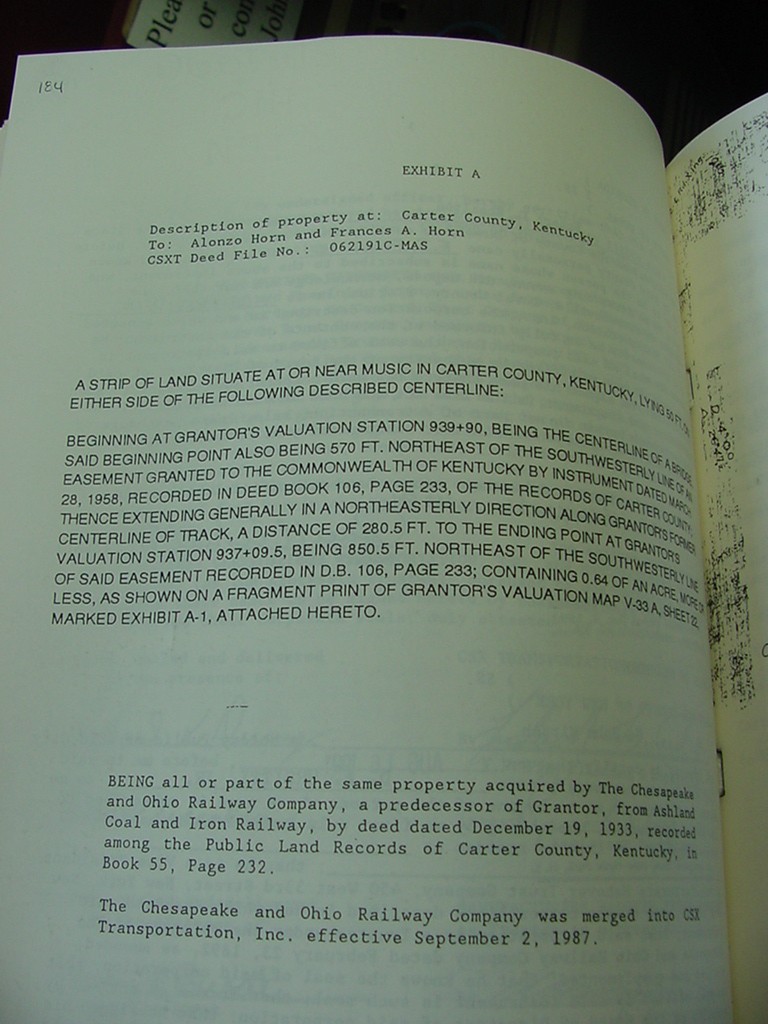 Plea
or
con
John
184
EXHIBIT A
Description of property at: Carter County, Kentucky
To: Alonzo Horn and Frances A. Horn
CSXT Deed File No.: 062191C-MAS
A STRIP OF LAND SITUATE AT OR NEAR MUSIC IN CARTER COUNTY, KENTUCKY, LYING 50 FT. ON
EITHER SIDE OF THE FOLLOWING DESCRIBED CENTERLINE:
BEGINNING AT GRANTOR'S VALUATION STATION 939+90, BEING THE CENTERLINE OF A BRIDGE
SAID BEGINNING POINT ALSO BEING 570 FT. NORTHEAST OF THE SOUTHWESTERLY LINE OF AN
EASEMENT GRANTED TO THE COMMONWEALTH OF KENTUCKY BY INSTRUMENT DATED MARCH
28, 1958, RECORDED IN DEED BOOK 106, PAGE 233, OF THE RECORDS OF CARTER COUNTY;
THENCE EXTENDING GENERALLY IN A NORTHEASTERLY DIRECTION ALONG GRANTOR'S FORMER
CENTERLINE OF TRACK, A DISTANCE OF 280.5 FT. TO THE ENDING POINT AT GRANTOR'S
VALUATION STATION 937+09.5, BEING 850.5 FT. NORTHEAST OF THE SOUTHWESTERLY LINE
OF SAID EASEMENT RECORDED IN D.B. 106, PAGE 233; CONTAINING 0.64 OF AN ACRE, MORE OR
LESS, AS SHOWN ON A FRAGMENT PRINT OF GRANTOR'S VALUATION MAP V-33 A, SHEET 22,
MARKED EXHIBIT A-1, ATTACHED HERETO.
BEING all or part of the same property acquired by The Chesapeake
and Ohio Railway Company, a predecessor of Grantor, from Ashland
Coal and Iron Railway, by deed dated December 19, 1933, recorded
among the Public Land Records of Carter County, Kentucky, in
Book 55, Page 232.
The Chesapeake and Ohio Railway Company was merged into CSX
Transportation, Inc. effective September 2, 1987.